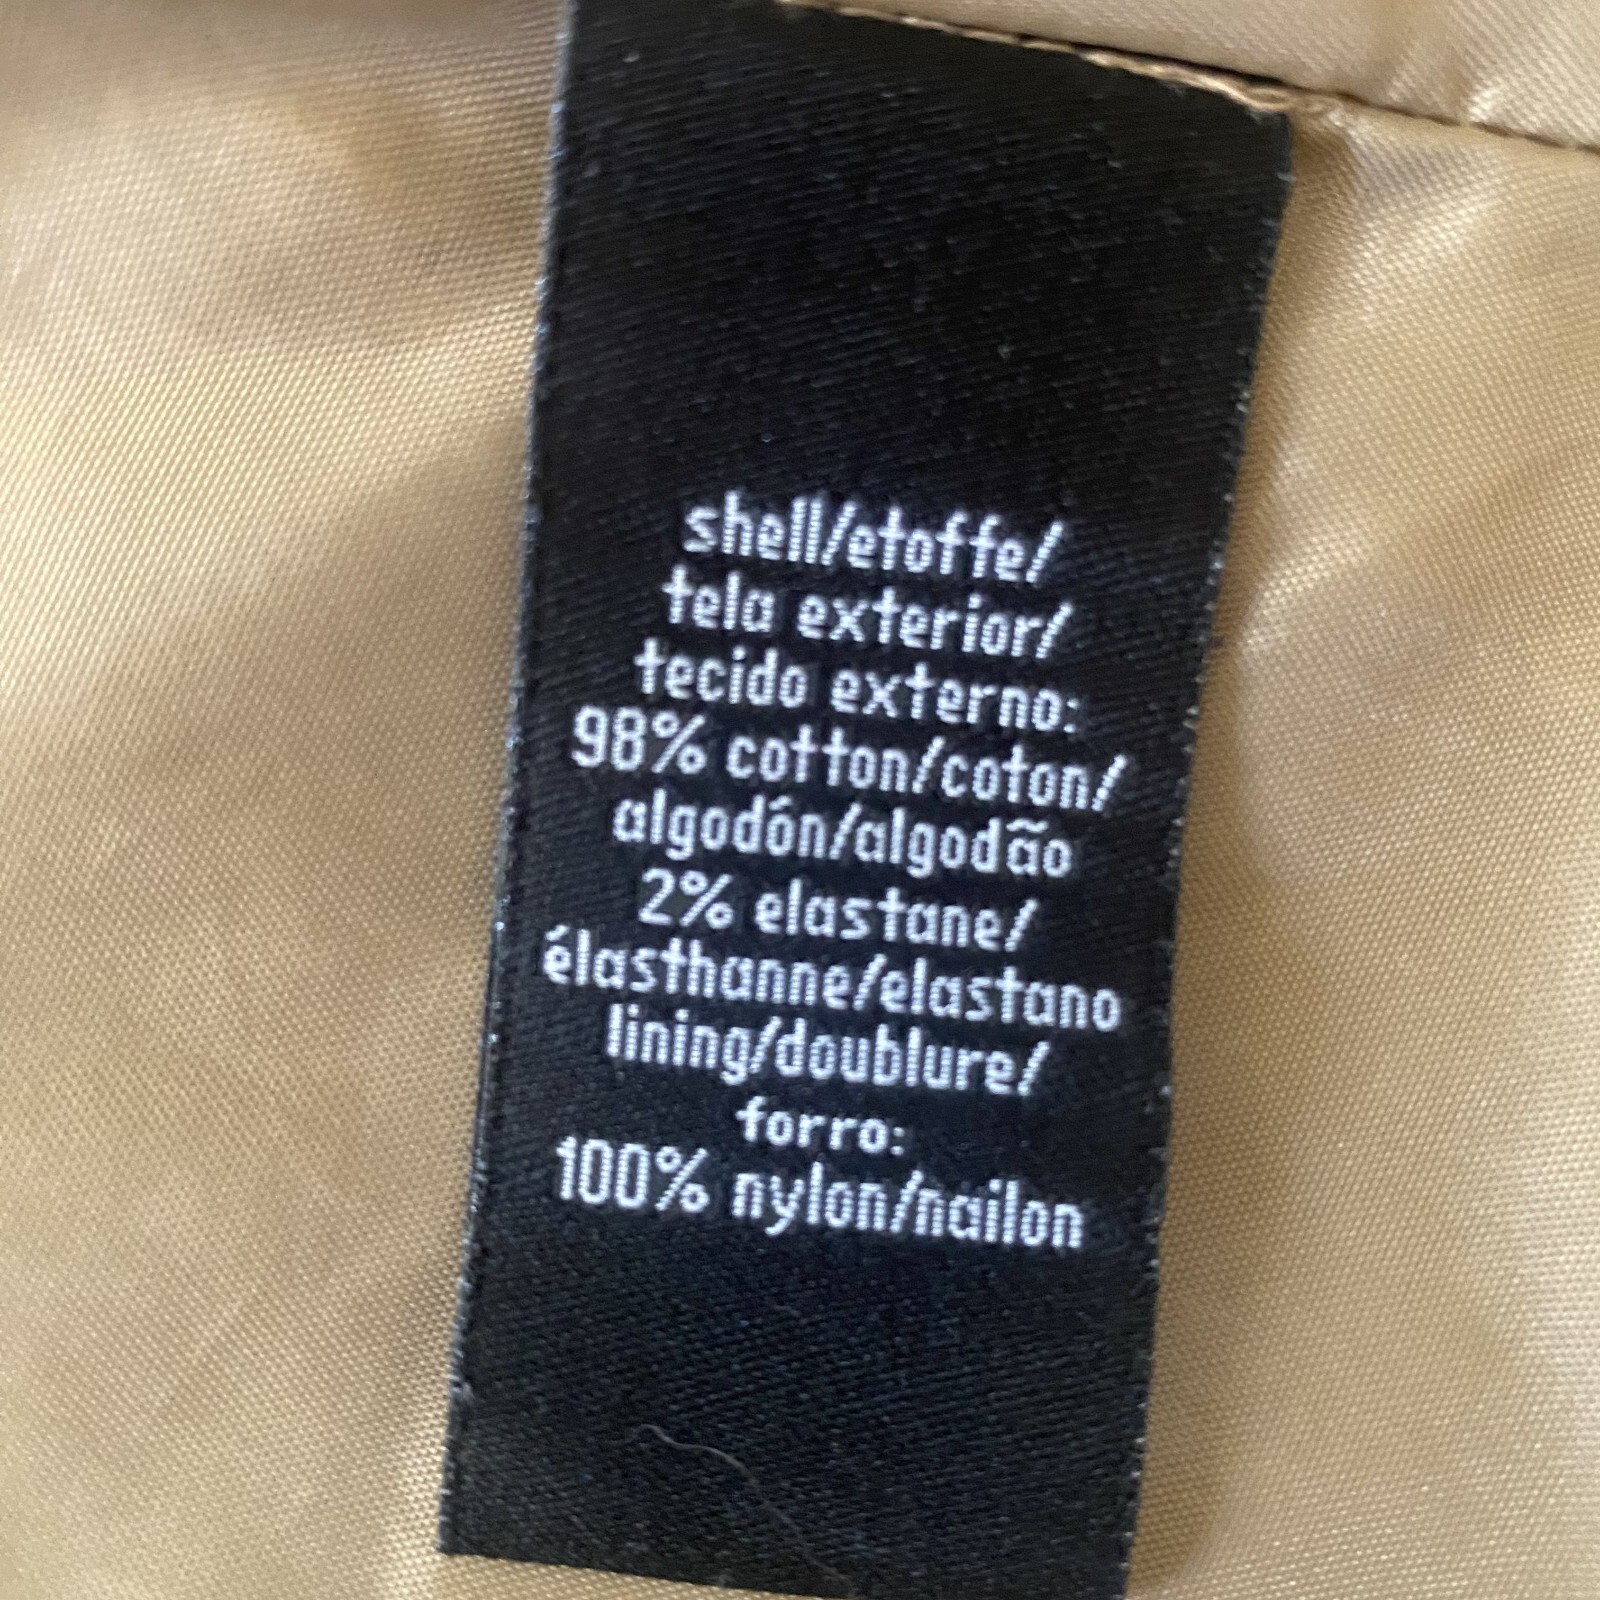 shell/etoffe/
tela exterior/
tecido externo:
98% cotton/coton/
algodón/algodão
2% elastane/
élasthanne/elastano
lining/doublure/
forro:
100% nylon/nailon